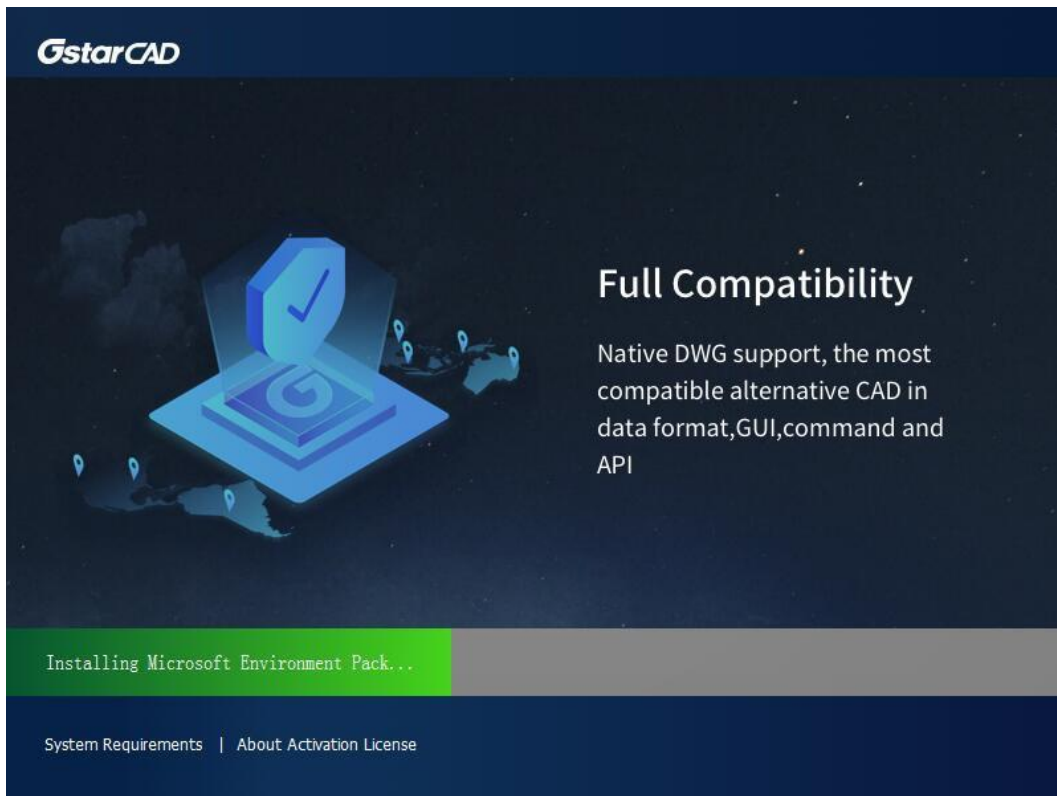 GstarCAD
Full Compatibility
Native DWG support, the most
compatible alternative CAD in
data format,GUI,command and
API
Installing Microsoft Environment Pack...
System Requirements | About Activation License